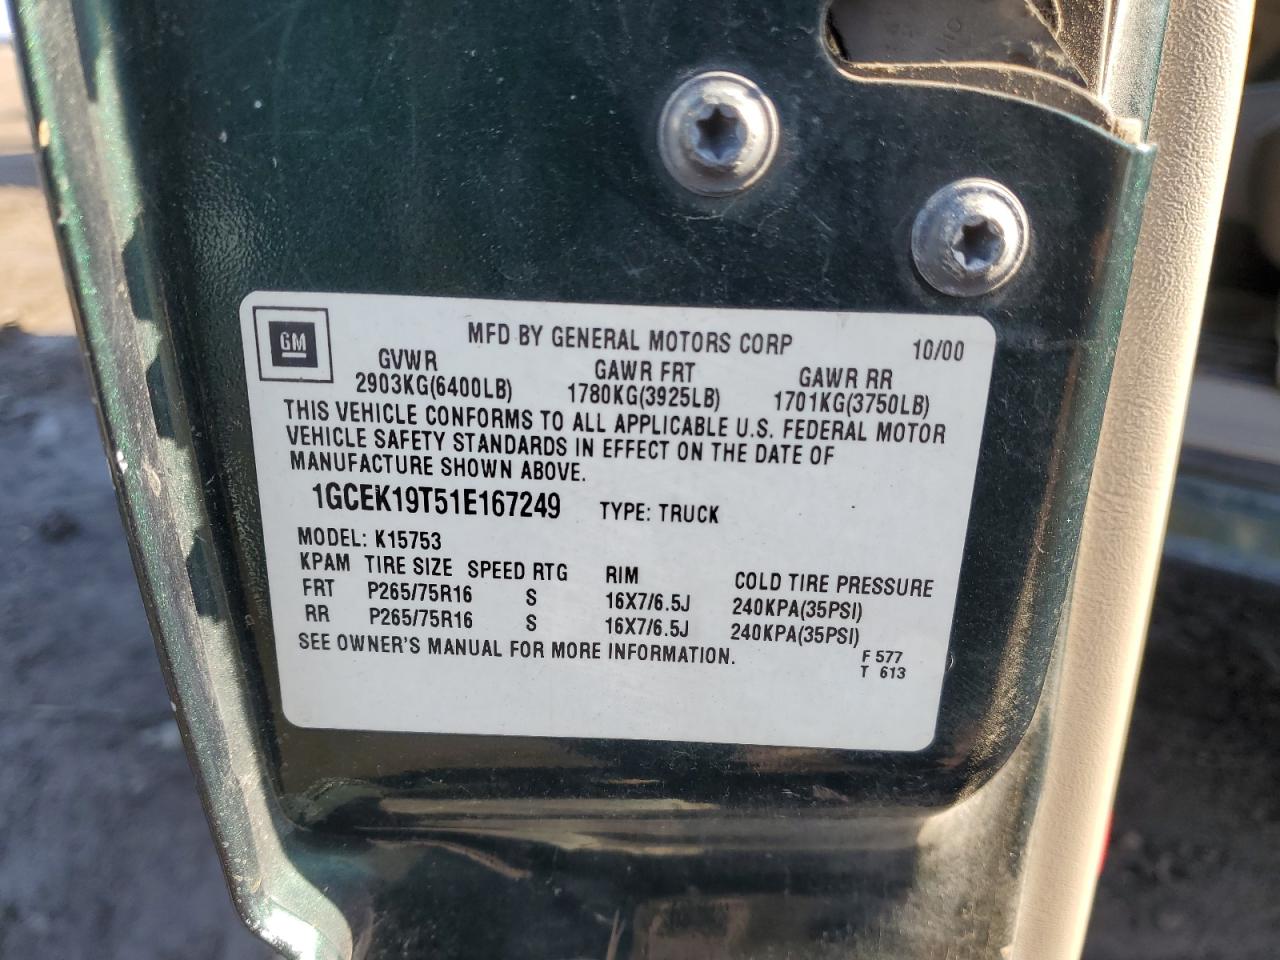 GM
MFD BY GENERAL MOTORS CORP 10/00
GVWR GAWR FRT GAWR RR
2903KG(6400LB) 1780KG(3925LB) 1701KG(3750LB)
THIS VEHICLE CONFORMS TO ALL APPLICABLE U.S. FEDERAL MOTOR
VEHICLE SAFETY STANDARDS IN EFFECT ON THE DATE OF
MANUFACTURE SHOWN ABOVE.
1GCEK19T51E167249 TYPE: TRUCK
MODEL: K15753
KPAM TIRE SIZE SPEED RTG RIM COLD TIRE PRESSURE
FRT P265/75R16 S 16X7/6.5J 240KPA(35PSI)
RR P265/75R16 S 16X7/6.5J 240KPA(35PSI)
SEE OWNER'S MANUAL FOR MORE INFORMATION.
F 577
T 613